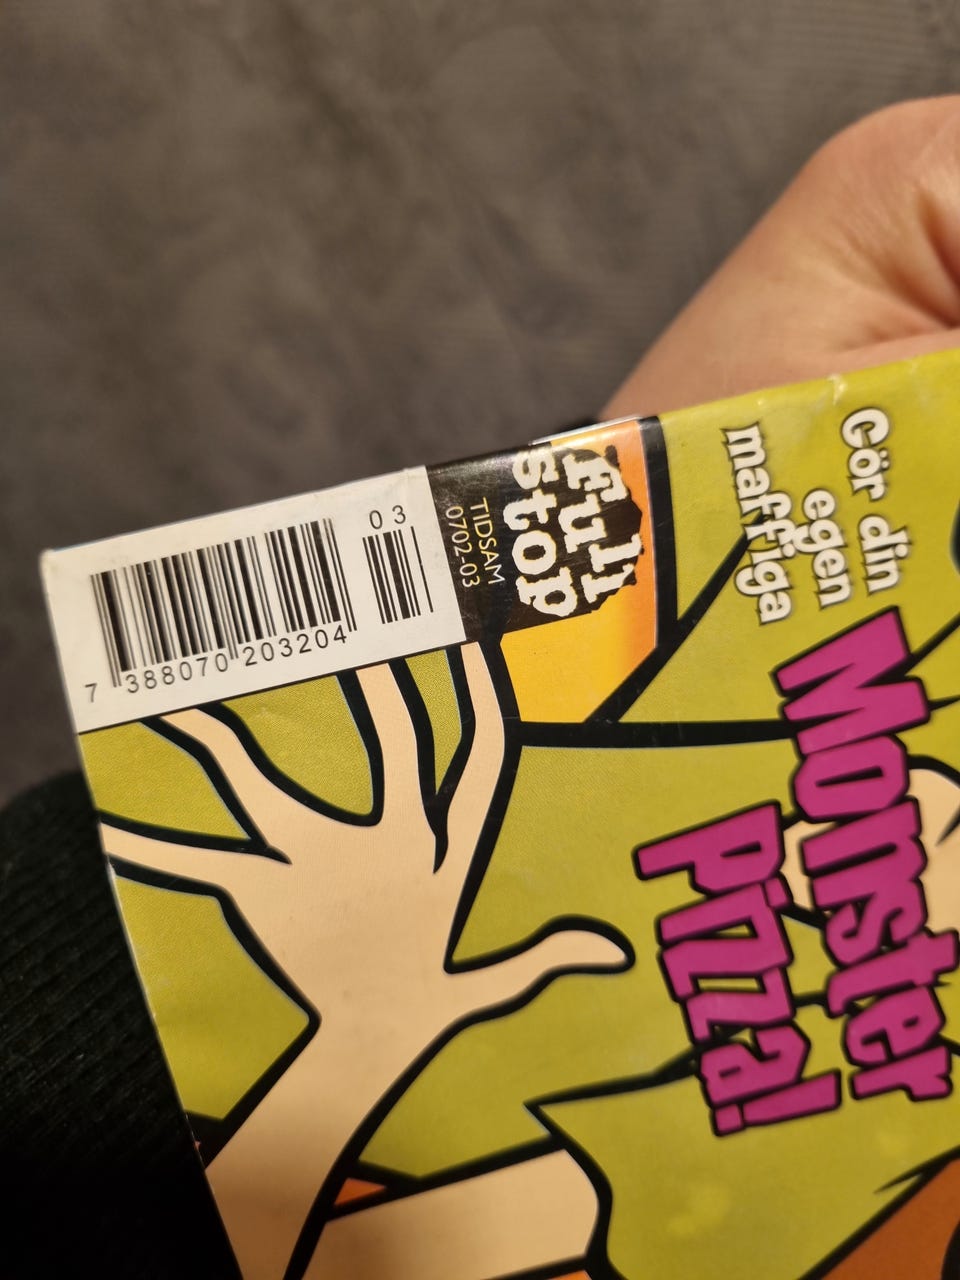 03
7 388070 203204
TIDSAM
0702-03
Full
stop
Gör din
egen
maffiga
Monster
Pizza!